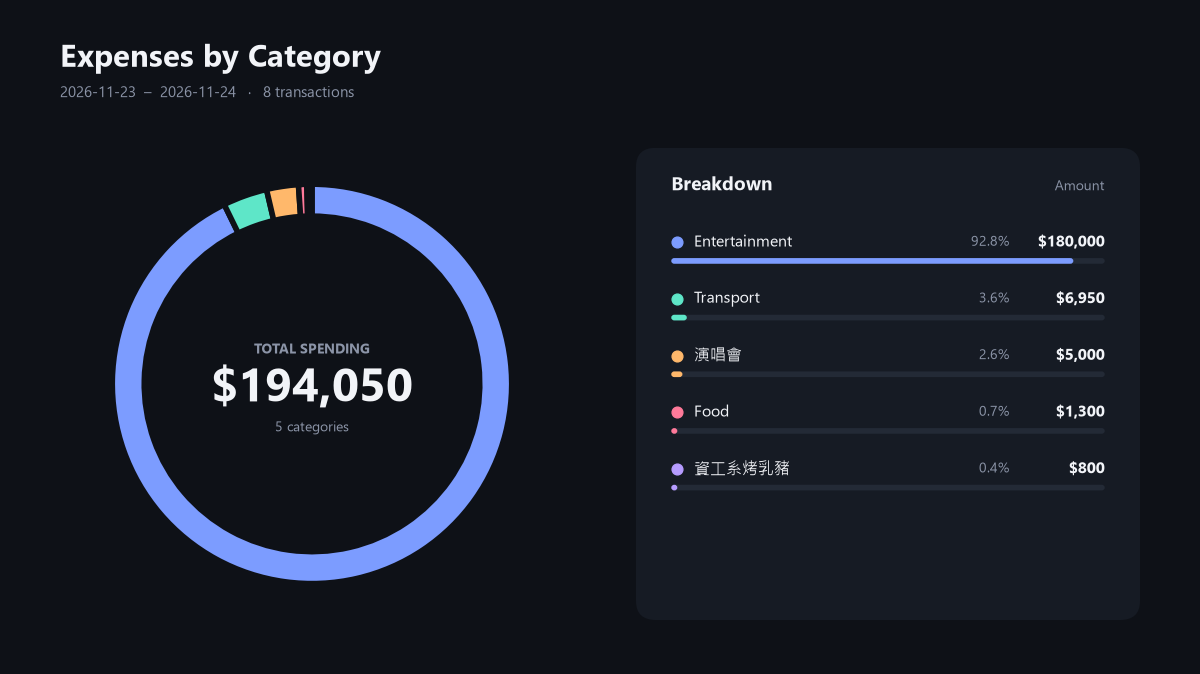 Expenses by Category
2026-11-23 – 2026-11-24 · 8 transactions
TOTAL SPENDING
$194,050
5 categories
Breakdown Amount
Entertainment 92.8% $180,000
Transport 3.6% $6,950
演唱會 2.6% $5,000
Food 0.7% $1,300
資工系烤乳豬 0.4% $800